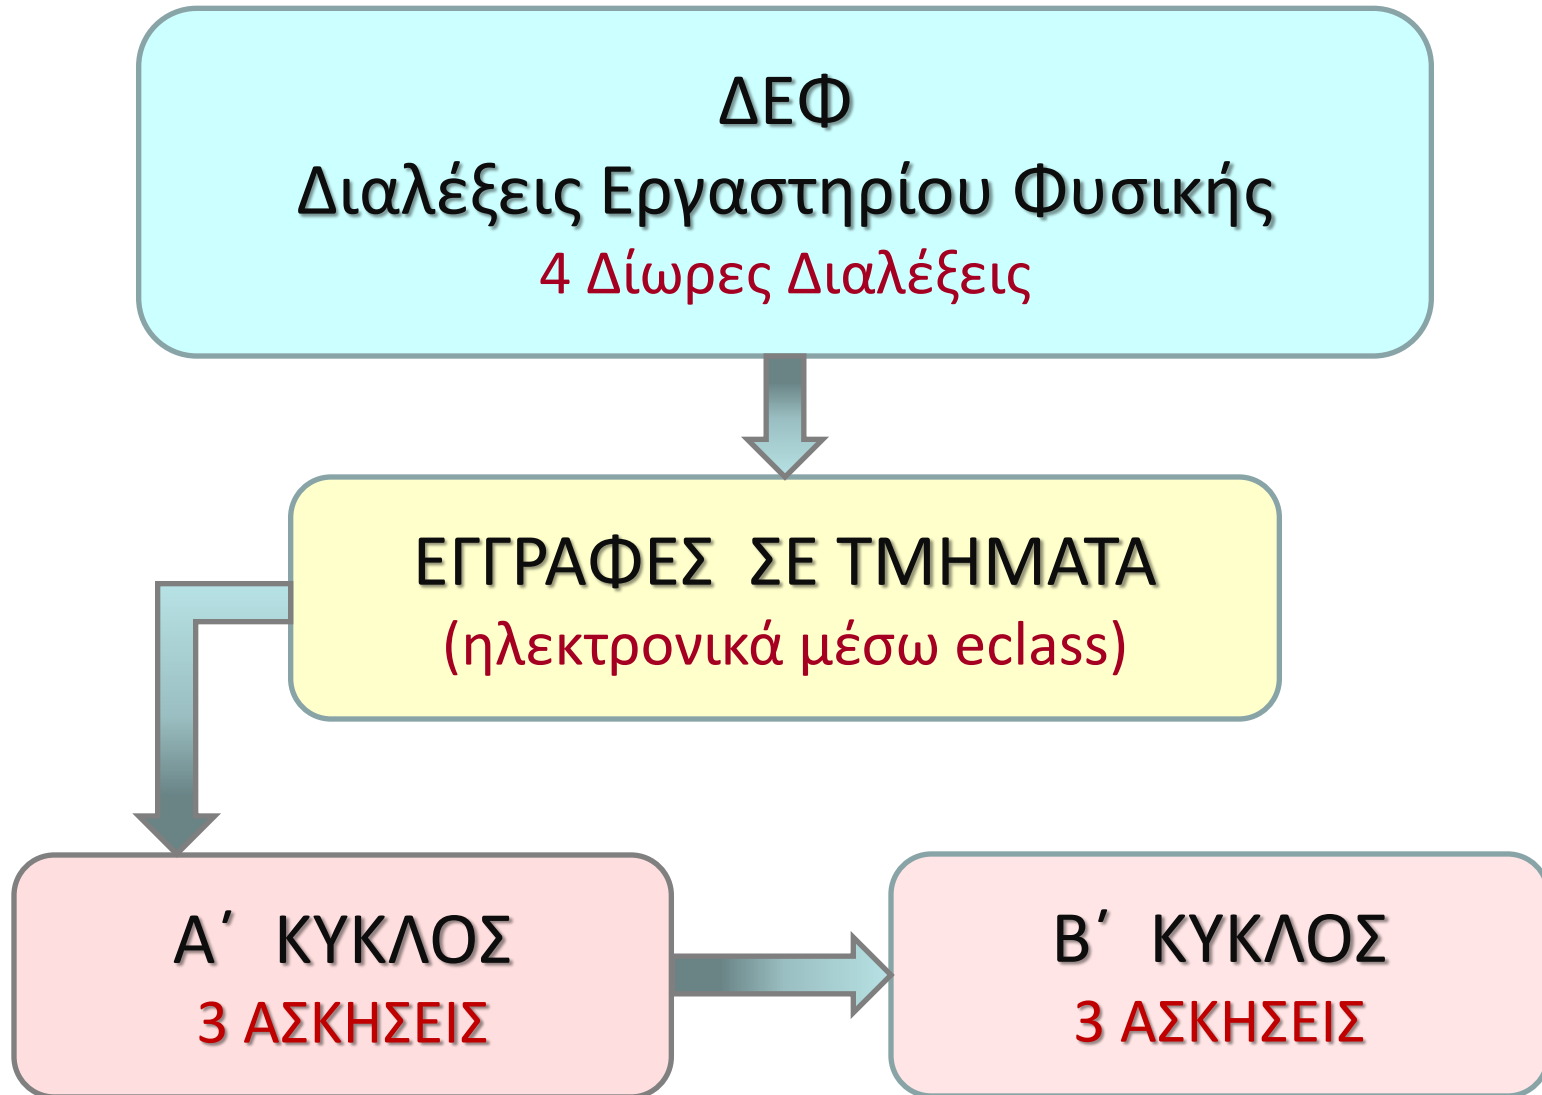 ΔΕΦ
Διαλέξεις Εργαστηρίου Φυσικής
4 Δίωρες Διαλέξεις
ΕΓΓΡΑΦΕΣ ΣΕ ΤΜΗΜΑΤΑ
(ηλεκτρονικά μέσω eclass)
Α΄ ΚΥΚΛΟΣ
3 ΑΣΚΗΣΕΙΣ
Β΄ ΚΥΚΛΟΣ
3 ΑΣΚΗΣΕΙΣ